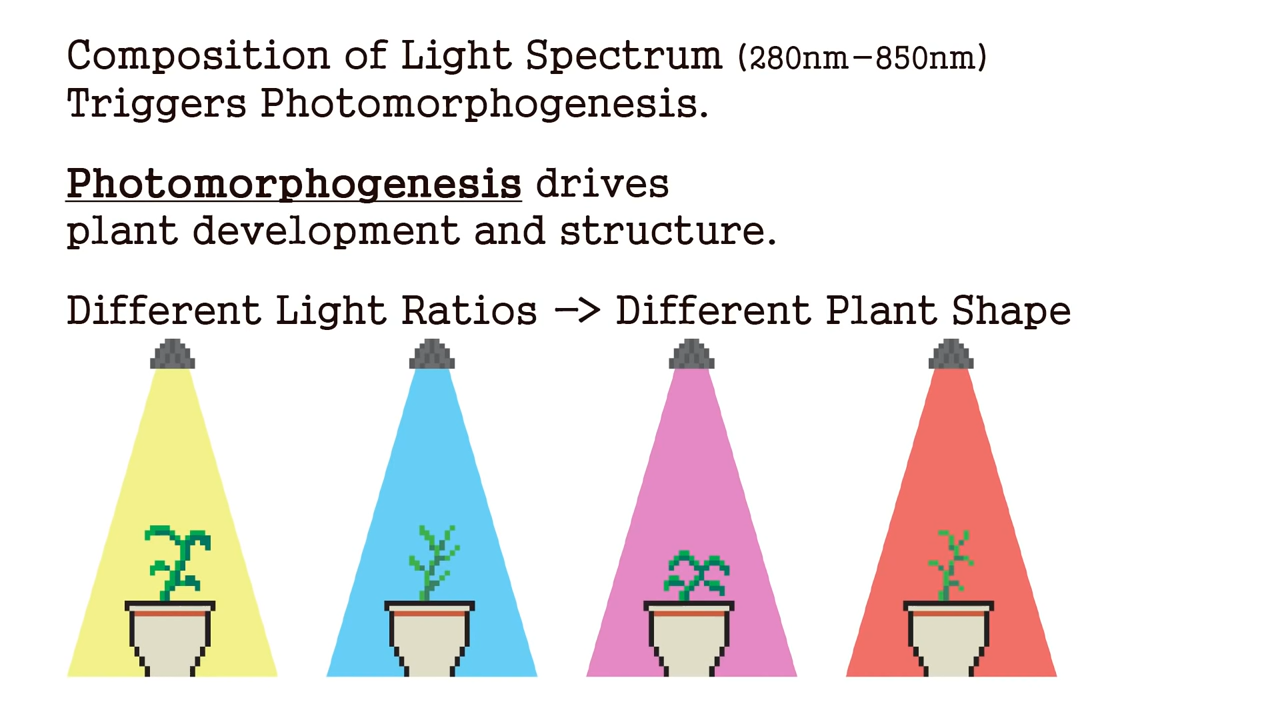 Composition of Light Spectrum (280nm–850nm)
Triggers Photomorphogenesis.
Photomorphogenesis drives
plant development and structure.
Different Light Ratios –> Different Plant Shape